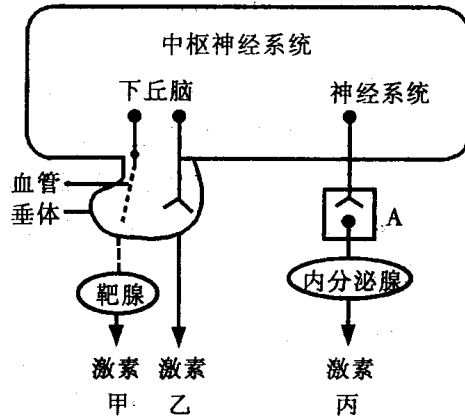 中枢神经系统
下丘脑 神经系统
血管
垂体
A
靶腺 内分泌腺
激素 激素 激素
甲 乙 丙